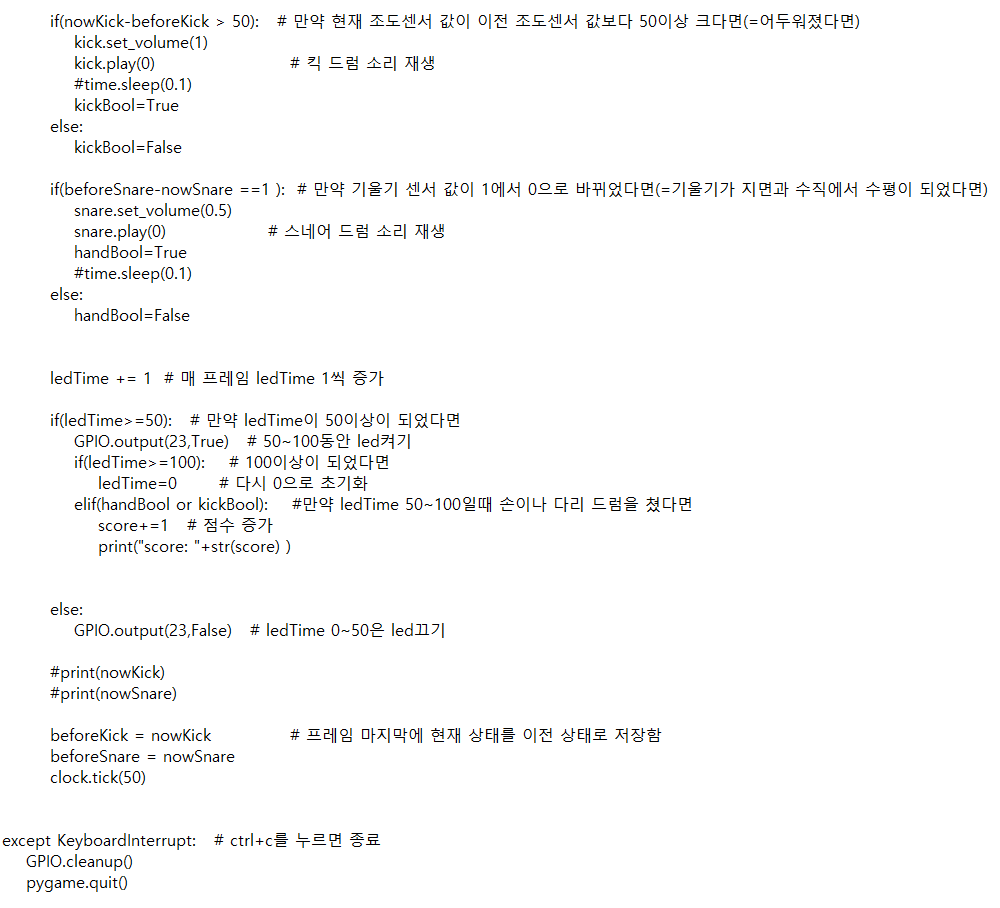 if(nowKick-beforeKick > 50):   # 만약 현재 조도센서 값이 이전 조도센서 값보다 50이상 크다면(=어두워졌다면)
kick.set_volume(1)
kick.play(0)   # 킥 드럼 소리 재생
#time.sleep(0.1)
kickBool=True
else:
kickBool=False
if(beforeSnare-nowSnare ==1 ):  # 만약 기울기 센서 값이 1에서 0으로 바뀌었다면(=기울기가 지면과 수직에서 수평이 되었다면)
snare.set_volume(0.5)
snare.play(0)   # 스네어 드럼 소리 재생
handBool=True
#time.sleep(0.1)
else:
handBool=False
ledTime += 1  # 매 프레임 ledTime 1씩 증가
if(ledTime>=50):   # 만약 ledTime이 50이상이 되었다면
GPIO.output(23,True)   # 50~100동안 led켜기
if(ledTime>=100):    # 100이상이 되었다면
ledTime=0   # 다시 0으로 초기화
elif(handBool or kickBool):    #만약 ledTime 50~100일때 손이나 다리 드럼을 쳤다면
score+=1   # 점수 증가
print("score: "+str(score) )
else:
GPIO.output(23,False)   # ledTime 0~50은 led끄기
#print(nowKick)
#print(nowSnare)
beforeKick = nowKick   # 프레임 마지막에 현재 상태를 이전 상태로 저장함
beforeSnare = nowSnare
clock.tick(50)
except KeyboardInterrupt:   # ctrl+c를 누르면 종료
GPIO.cleanup()
pygame.quit()